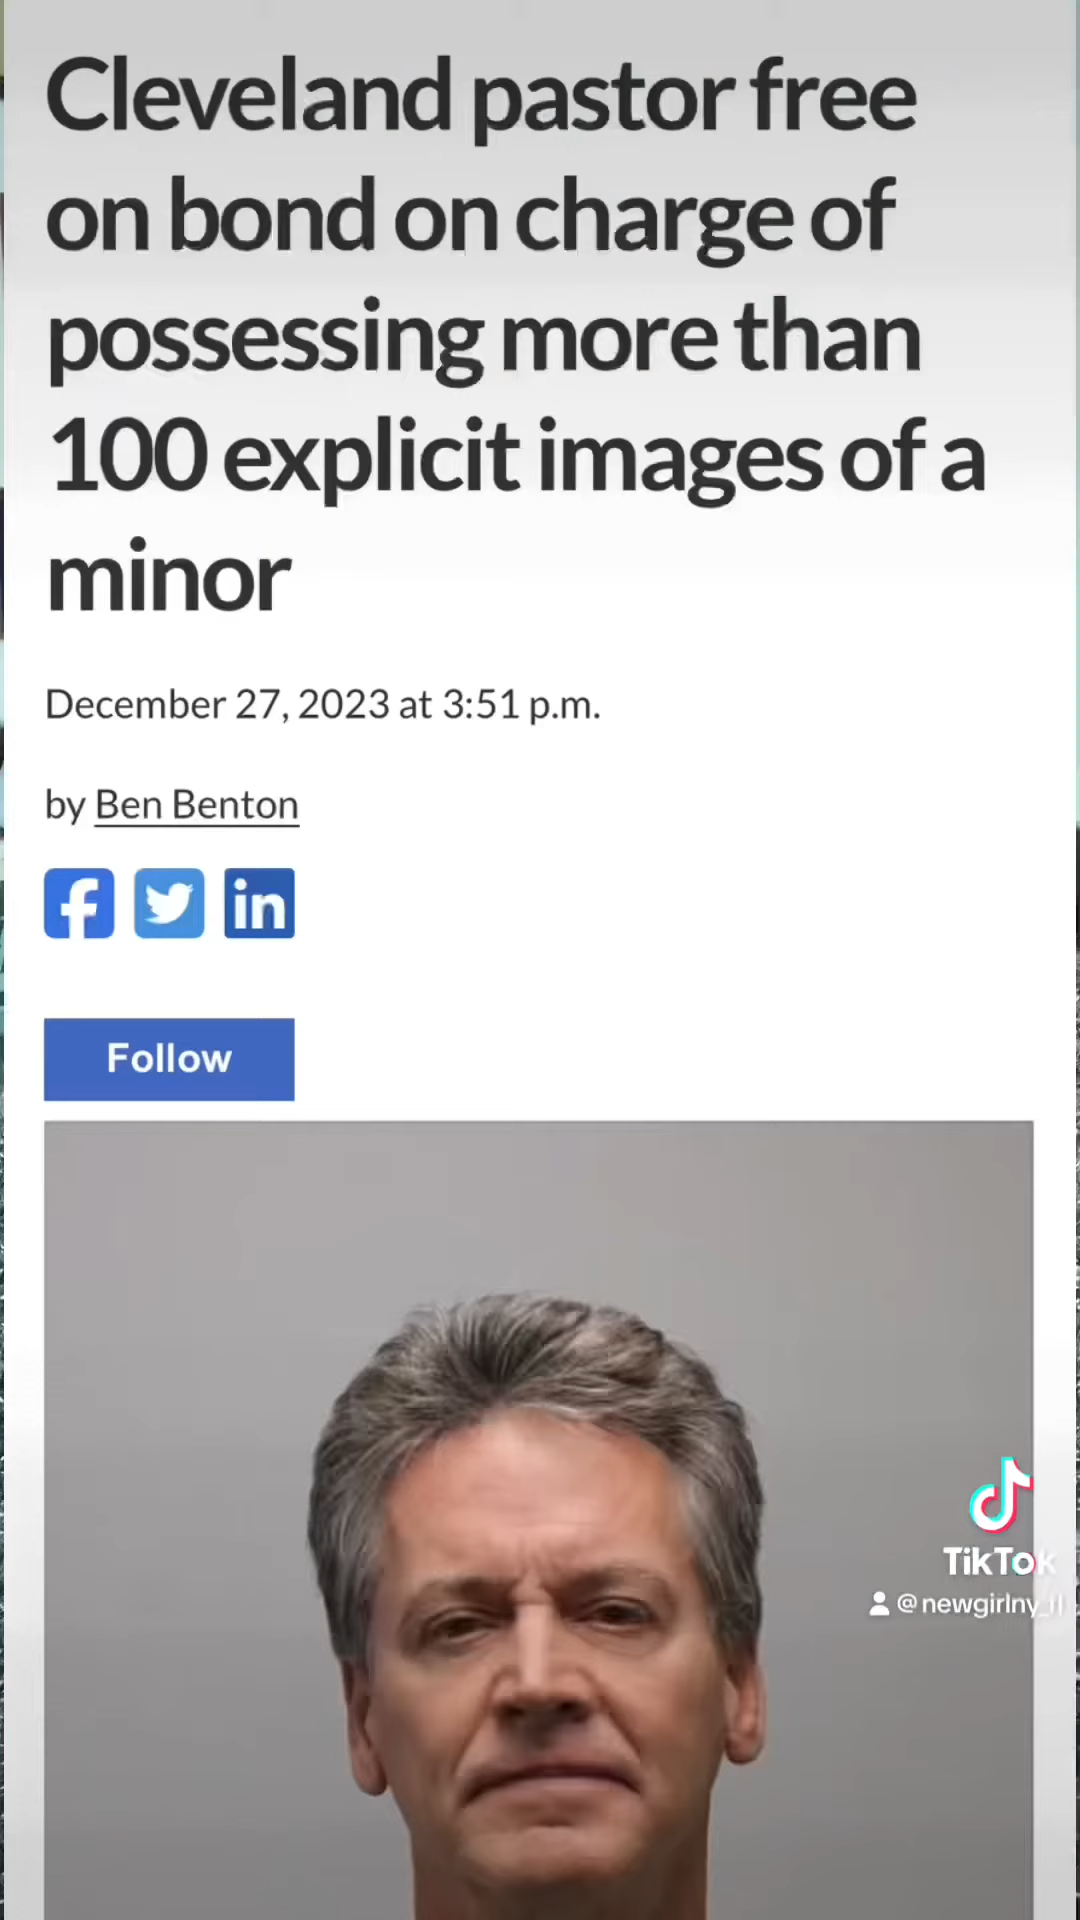 Cleveland pastor free
on bond on charge of
possessing more than
100 explicit images of a
minor
December 27, 2023 at 3:51 p.m.
by Ben Benton
Follow
TikTok